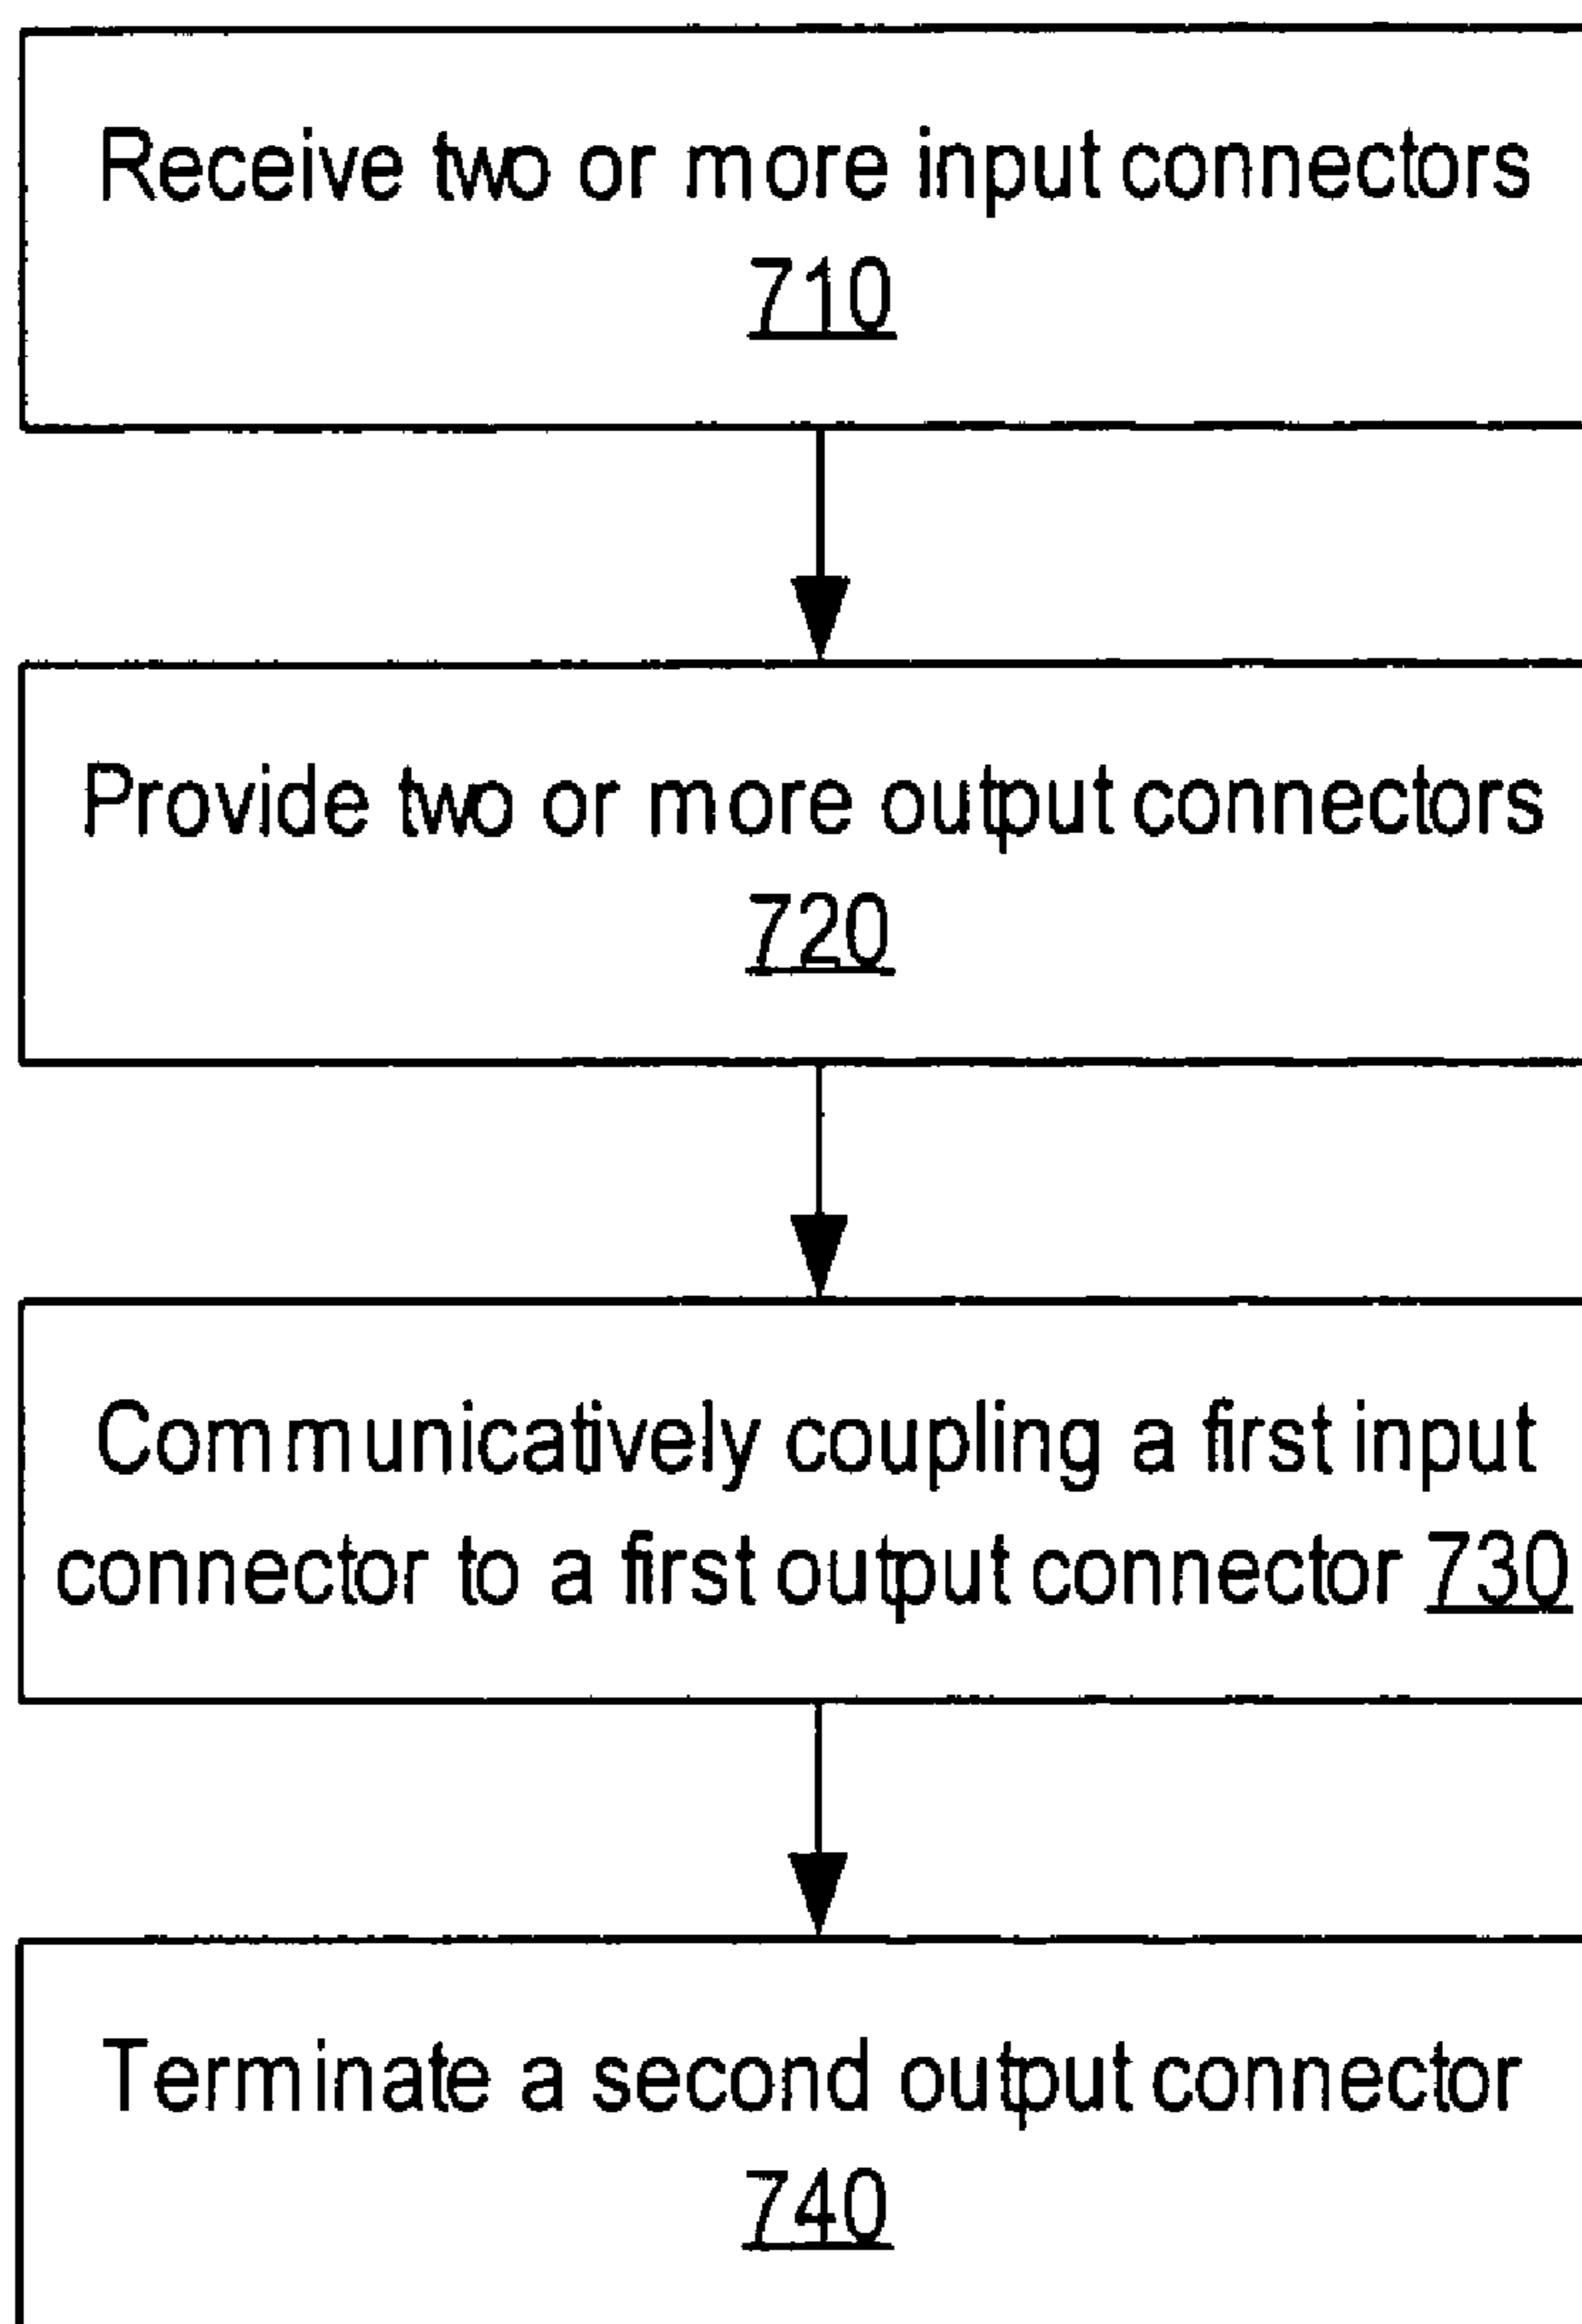 Receive two or more input connectors
710
Provide two or more output connectors
720
Communicatively coupling a first input
connector to a first output connector 730
Terminate a second output connector
740